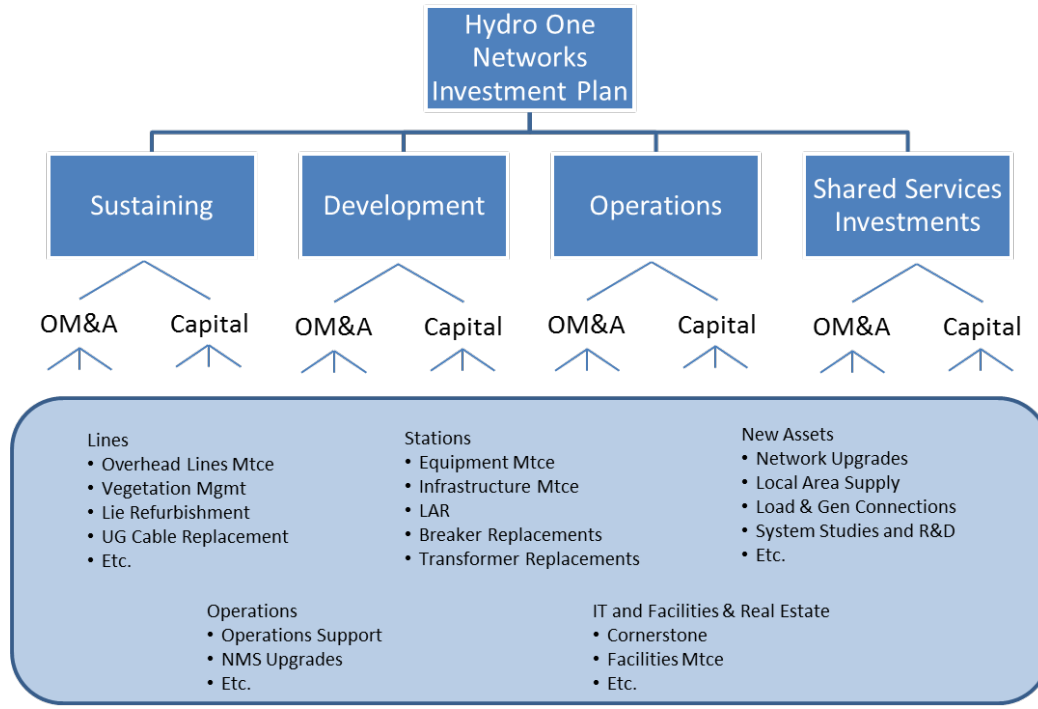 Hydro One
Networks
Investment Plan
Sustaining
Development
Operations
Shared Services
Investments
OM&A
Capital
OM&A
Capital
OM&A
Capital
OM&A
Capital
Lines
• Overhead Lines Mtce
• Vegetation Mgmt
• Lie Refurbishment
• UG Cable Replacement
• Etc.
Stations
• Equipment Mtce
• Infrastructure Mtce
• LAR
• Breaker Replacements
• Transformer Replacements
New Assets
• Network Upgrades
• Local Area Supply
• Load & Gen Connections
• System Studies and R&D
• Etc.
Operations
• Operations Support
• NMS Upgrades
• Etc.
IT and Facilities & Real Estate
• Cornerstone
• Facilities Mtce
• Etc.